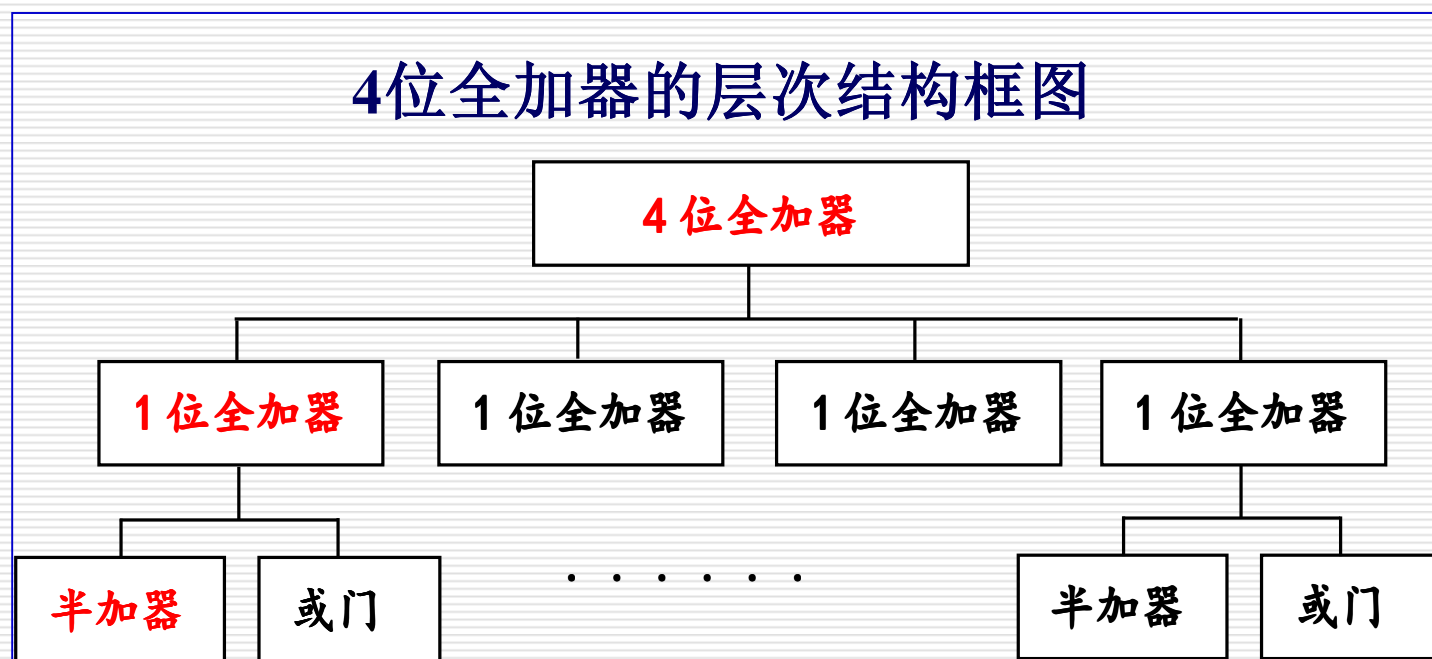 4位全加器的层次结构框图
4 位全加器
1 位全加器
1 位全加器
1 位全加器
1 位全加器
半加器
或门
......
半加器
或门